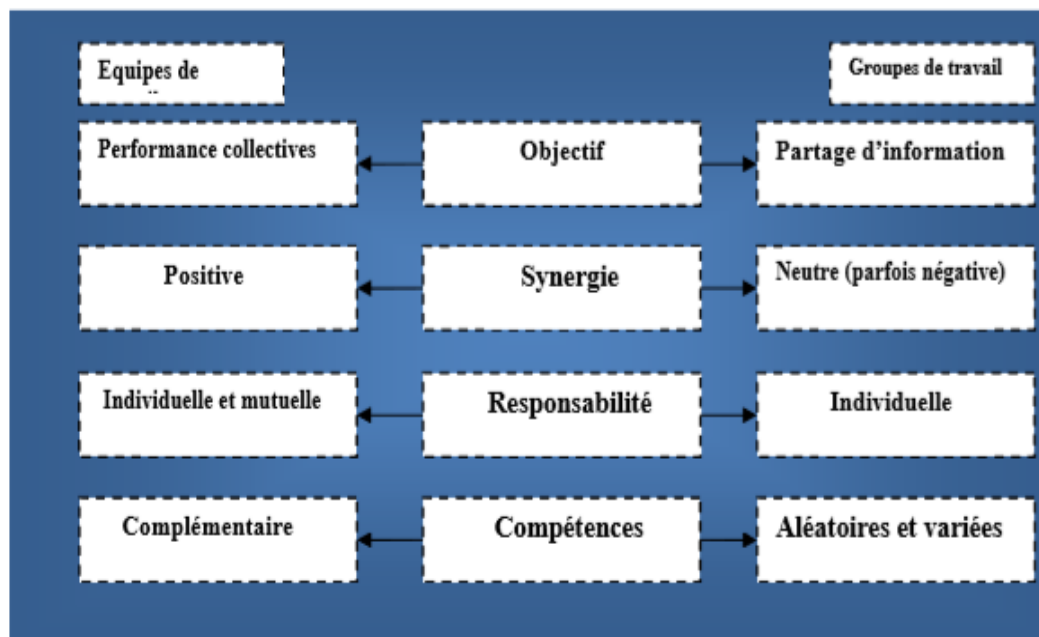 Equipes de
Groupes de travail
Performance collectives
Objectif
Partage d’information
Positive
Synergie
Neutre (parfois négative)
Individuelle et mutuelle
Responsabilité
Individuelle
Complémentaire
Compétences
Aléatoires et variées